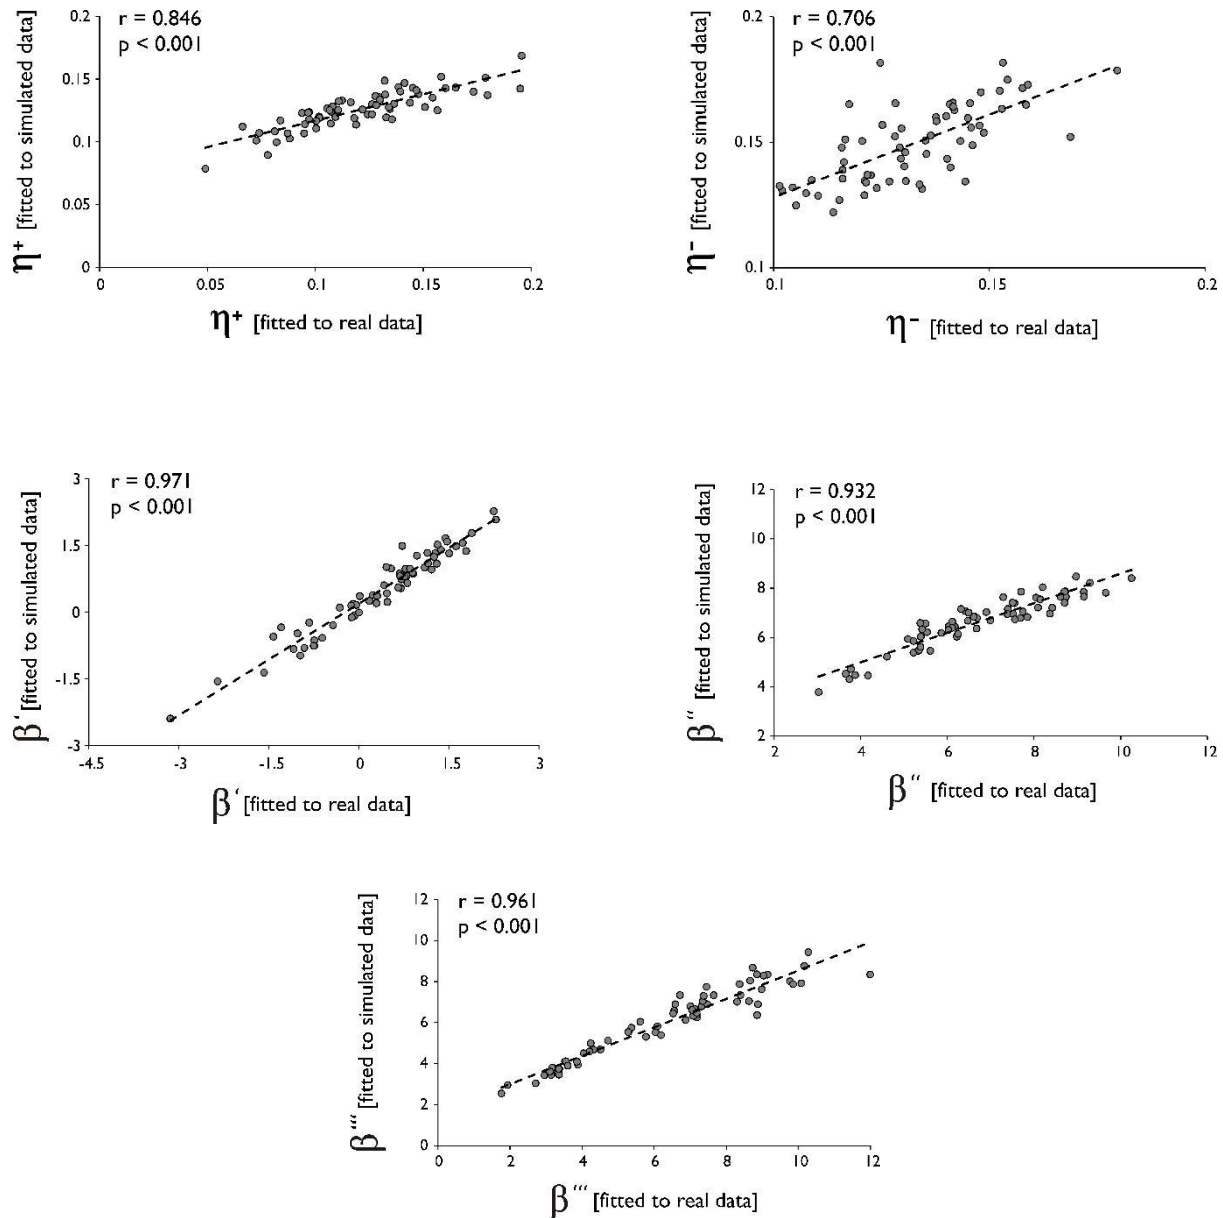 r = 0.846
p < 0.001
0.2
0.15
0.1
0.05
0
0.05
0.1
0.15
0.2
η⁺ [fitted to simulated data]
η⁺ [fitted to real data]
r = 0.706
p < 0.001
0.2
0.15
0.1
0.1
0.15
0.2
η⁻ [fitted to simulated data]
η⁻ [fitted to real data]
r = 0.971
p < 0.001
3
1.5
0
-1.5
-3
-4.5
-3
-1.5
0
1.5
3
β′ [fitted to simulated data]
β′ [fitted to real data]
r = 0.932
p < 0.001
12
10
8
6
4
2
2
4
6
8
10
12
β″ [fitted to simulated data]
β″ [fitted to real data]
r = 0.961
p < 0.001
12
10
8
6
4
2
0
0
2
4
6
8
10
12
β‴ [fitted to simulated data]
β‴ [fitted to real data]